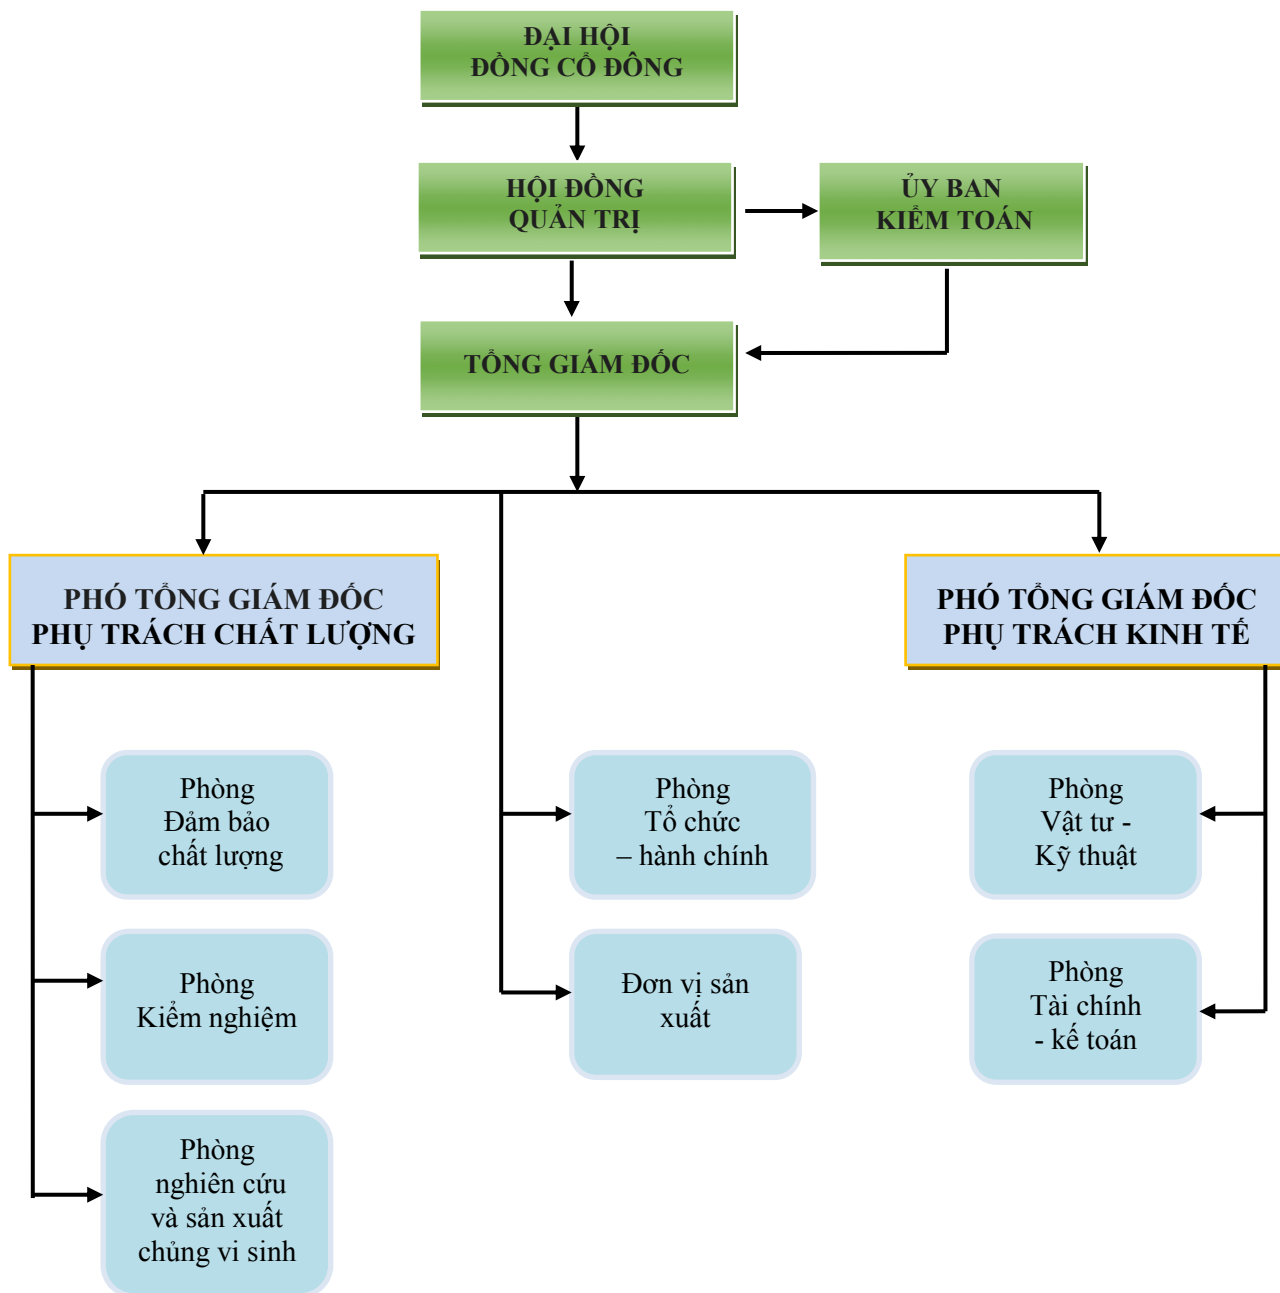 ĐẠI HỘI
ĐỒNG CỔ ĐÔNG
HỘI ĐỒNG
QUẢN TRỊ
ỦY BAN
KIỂM TOÁN
TỔNG GIÁM ĐỐC
PHÓ TỔNG GIÁM ĐỐC
PHỤ TRÁCH CHẤT LƯỢNG
PHÓ TỔNG GIÁM ĐỐC
PHỤ TRÁCH KINH TẾ
Phòng
Đảm bảo
chất lượng
Phòng
Tổ chức
– hành chính
Phòng
Vật tư -
Kỹ thuật
Phòng
Kiểm nghiệm
Đơn vị sản
xuất
Phòng
Tài chính
- kế toán
Phòng
nghiên cứu
và sản xuất
chủng vi sinh